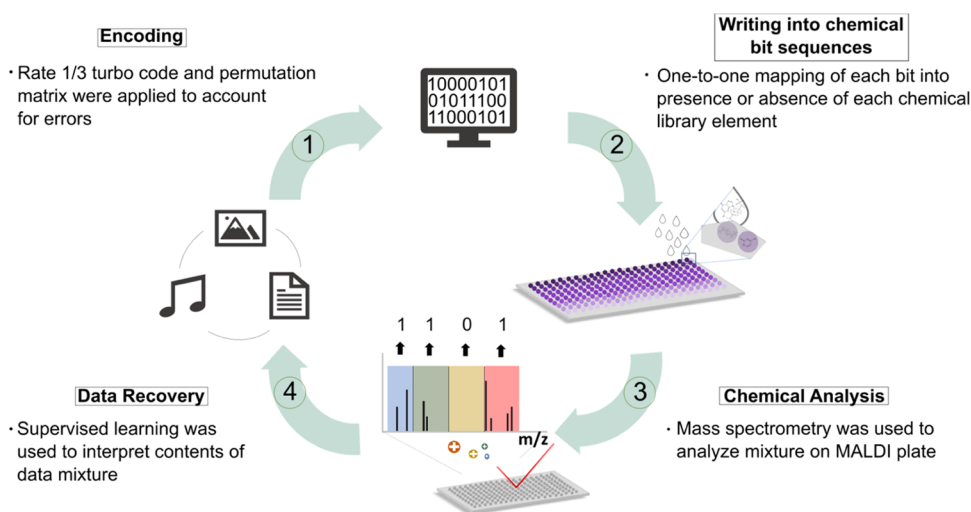 Encoding
· Rate 1/3 turbo code and permutation
matrix were applied to account
for errors
1
10000101
01011100
11000101
Writing into chemical
bit sequences
· One-to-one mapping of each bit into
presence or absence of each chemical
library element
2
3
Chemical Analysis
· Mass spectrometry was used to
analyze mixture on MALDI plate
1 1 0 1
m/z
4
Data Recovery
· Supervised learning was
used to interpret contents of
data mixture